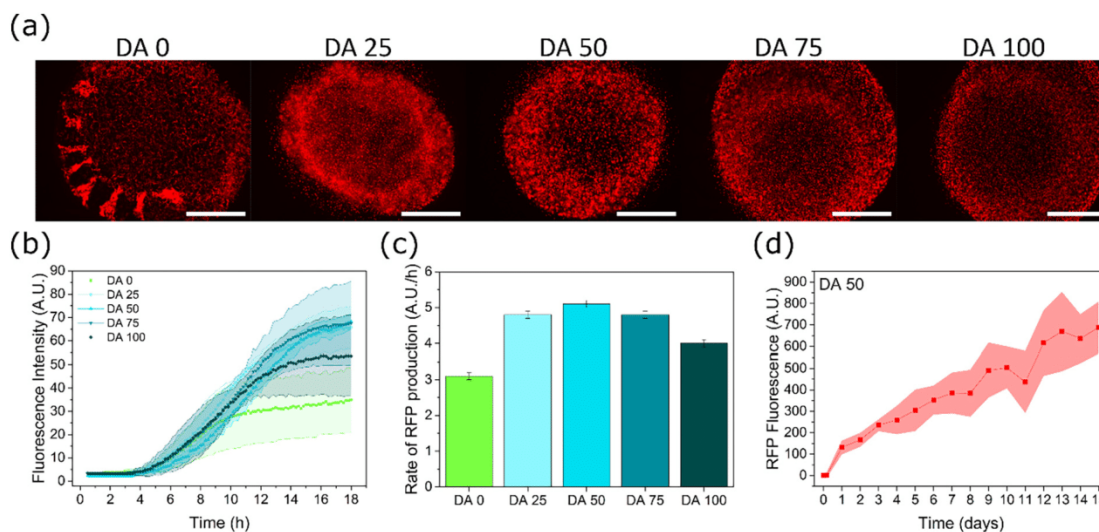 (a)
DA 0 DA 25 DA 50 DA 75 DA 100
(b)
Fluorescence Intensity (A.U.)
90
80
70
60
50
40
30
20
10
0
DA 0
DA 25
DA 50
DA 75
DA 100
0 2 4 6 8 10 12 14 16 18
Time (h)
(c)
Rate of RFP production (A.U./h)
6
5
4
3
2
1
0
DA 0 DA 25 DA 50 DA 75 DA 100
(d)
DA 50
RFP Fluorescence (A.U.)
900
800
700
600
500
400
300
200
100
0
0 1 2 3 4 5 6 7 8 9 10 11 12 13 14
Time (days)